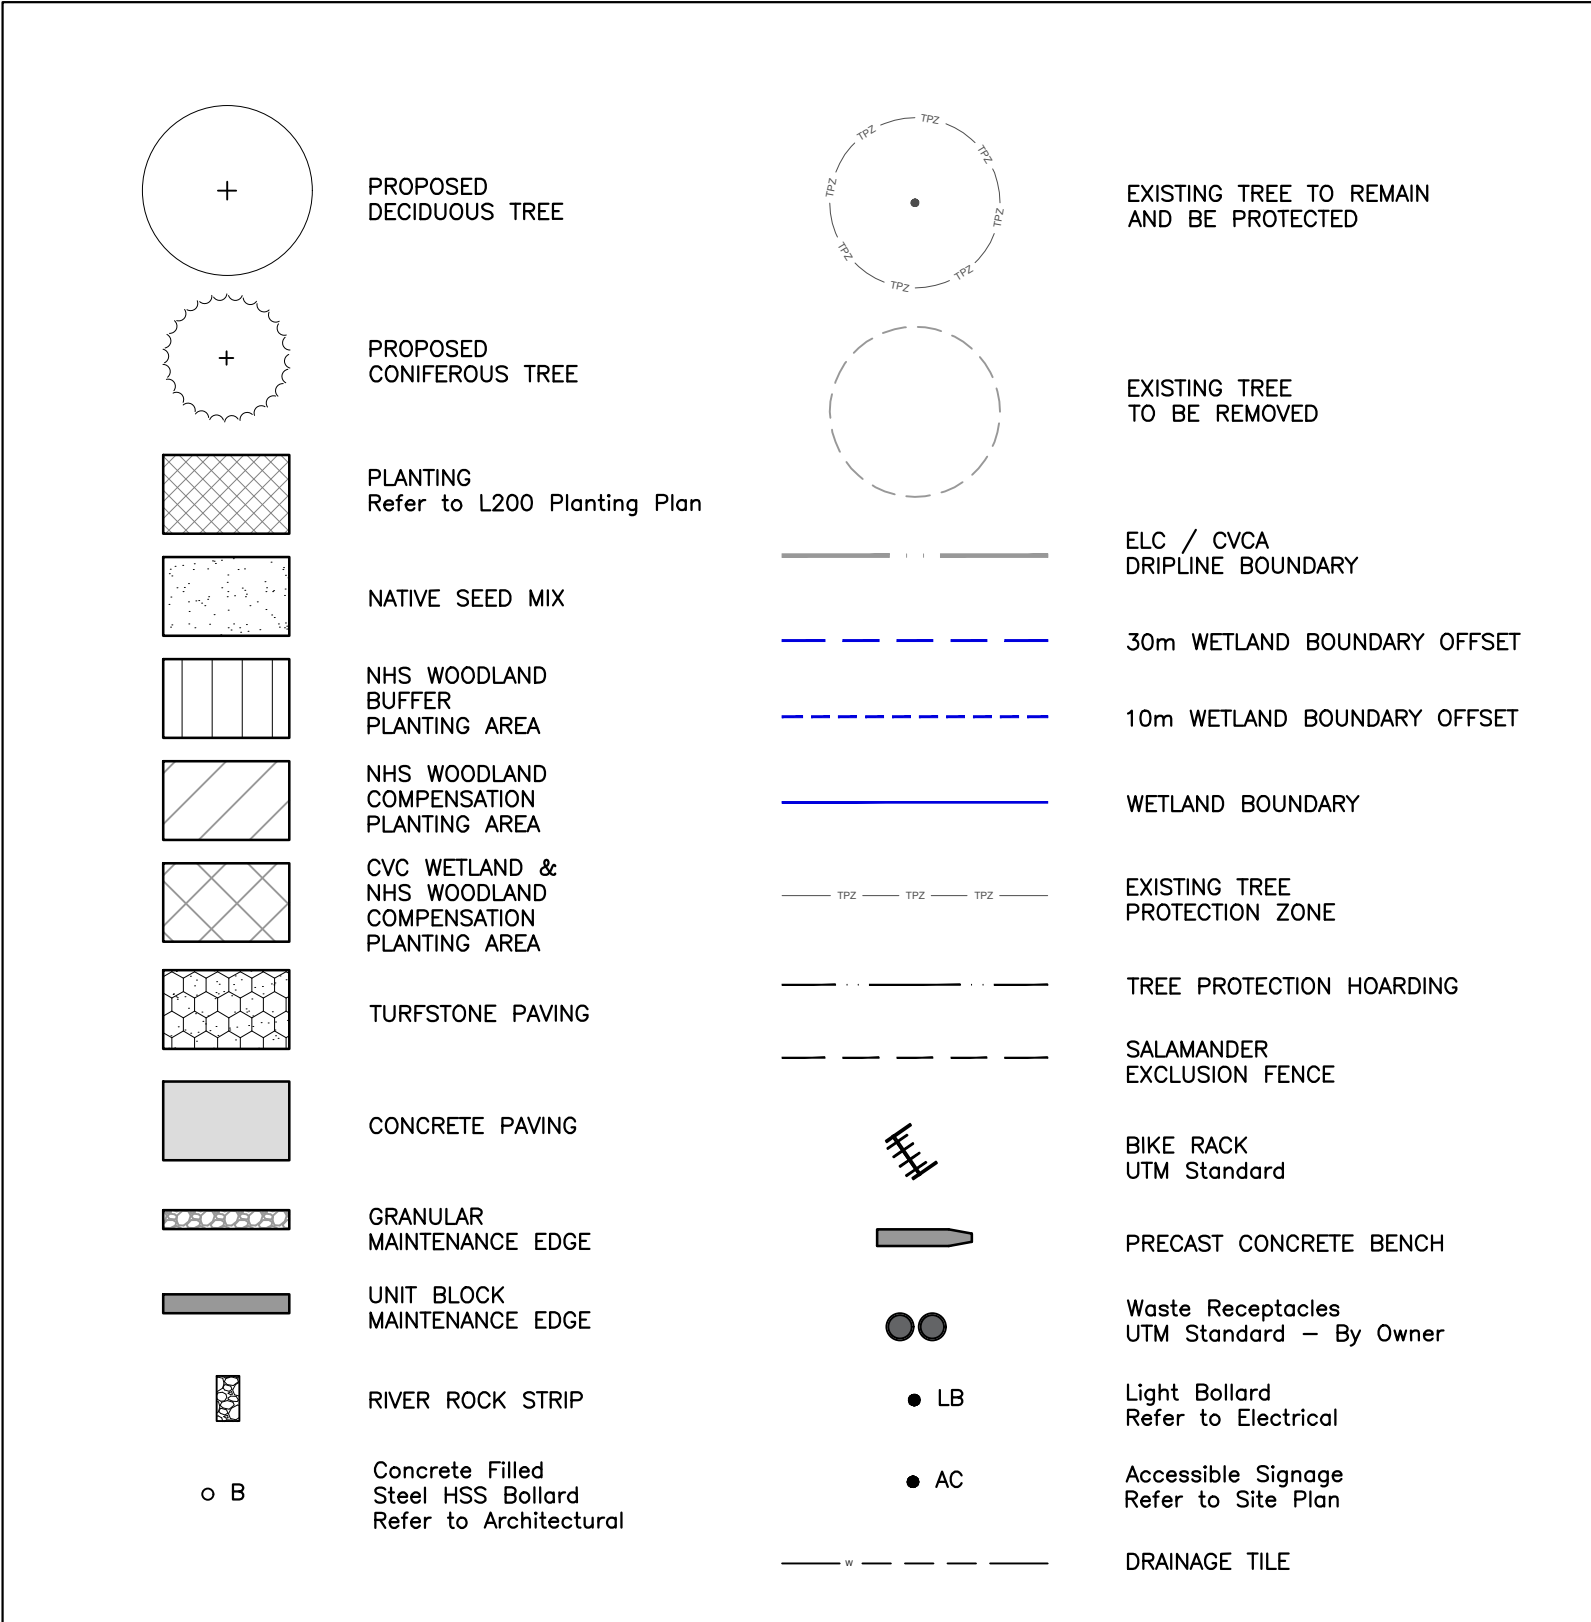 PROPOSED
DECIDUOUS TREE
PROPOSED
CONIFEROUS TREE
PLANTING
Refer to L200 Planting Plan
NATIVE SEED MIX
NHS WOODLAND
BUFFER
PLANTING AREA
NHS WOODLAND
COMPENSATION
PLANTING AREA
CVC WETLAND &
NHS WOODLAND
COMPENSATION
PLANTING AREA
TURFSTONE PAVING
CONCRETE PAVING
GRANULAR
MAINTENANCE EDGE
UNIT BLOCK
MAINTENANCE EDGE
RIVER ROCK STRIP
B
Concrete Filled
Steel HSS Bollard
Refer to Architectural
TPZ
TPZ
TPZ
TPZ
TPZ
TPZ
TPZ
TPZ
EXISTING TREE TO REMAIN
AND BE PROTECTED
EXISTING TREE
TO BE REMOVED
ELC / CVCA
DRIPLINE BOUNDARY
30m WETLAND BOUNDARY OFFSET
10m WETLAND BOUNDARY OFFSET
WETLAND BOUNDARY
TPZ TPZ TPZ
EXISTING TREE
PROTECTION ZONE
TREE PROTECTION HOARDING
SALAMANDER
EXCLUSION FENCE
BIKE RACK
UTM Standard
PRECAST CONCRETE BENCH
Waste Receptacles
UTM Standard – By Owner
LB
Light Bollard
Refer to Electrical
AC
Accessible Signage
Refer to Site Plan
W
DRAINAGE TILE